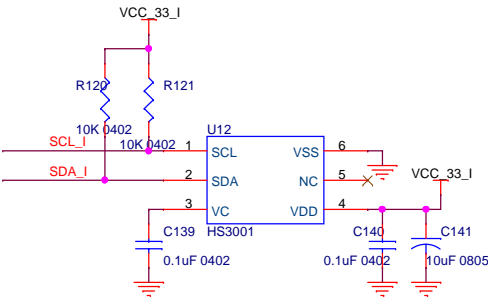 VCC_33_I
R120
R121
10K 0402
10K 0402
SCL_I
SDA_I
U12
1
SCL
VSS
6
2
SDA
NC
5
3
VC
VDD
4
HS3001
VCC_33_I
C139
0.1uF 0402
C140
0.1uF 0402
C141
10uF 0805